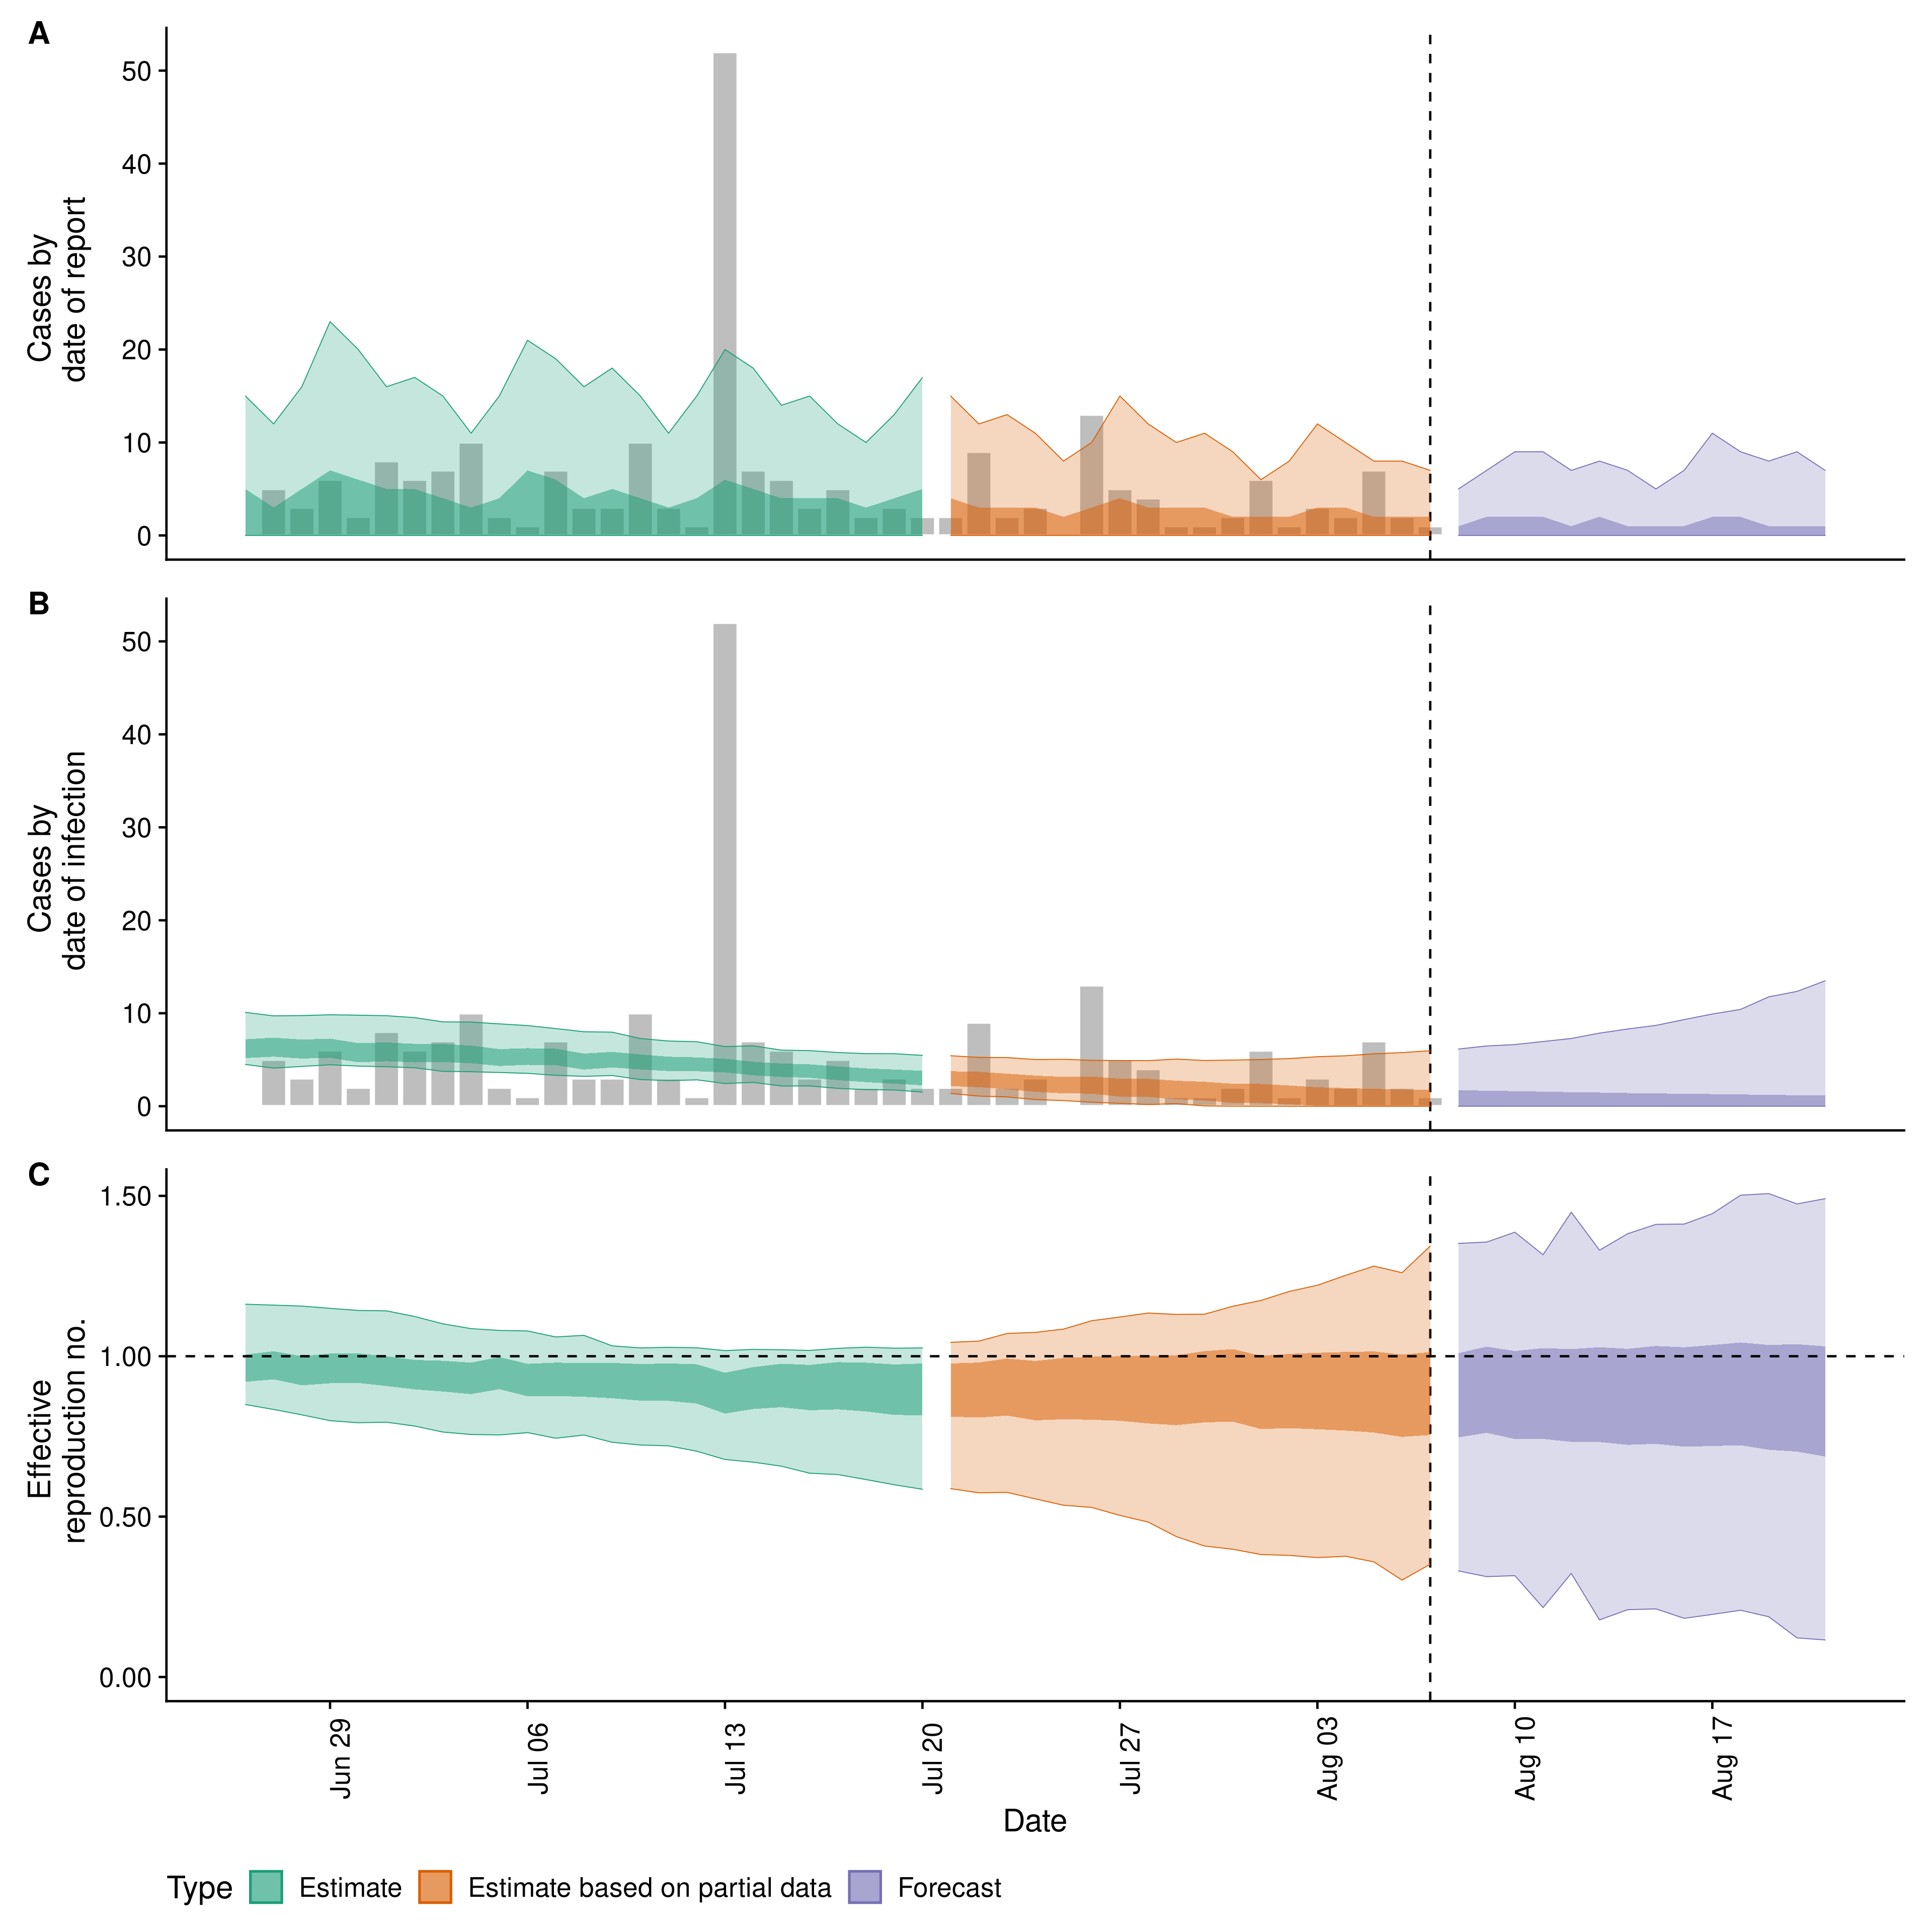 A
50
40
30
20
10
0
Cases by
date of report
B
50
40
30
20
10
0
Cases by
date of infection
C
1.50
1.00
0.50
0.00
Effective
reproduction no.
Jun 29
Jul 06
Jul 13
Jul 20
Jul 27
Aug 03
Aug 10
Aug 17
Date
Type Estimate Estimate based on partial data Forecast